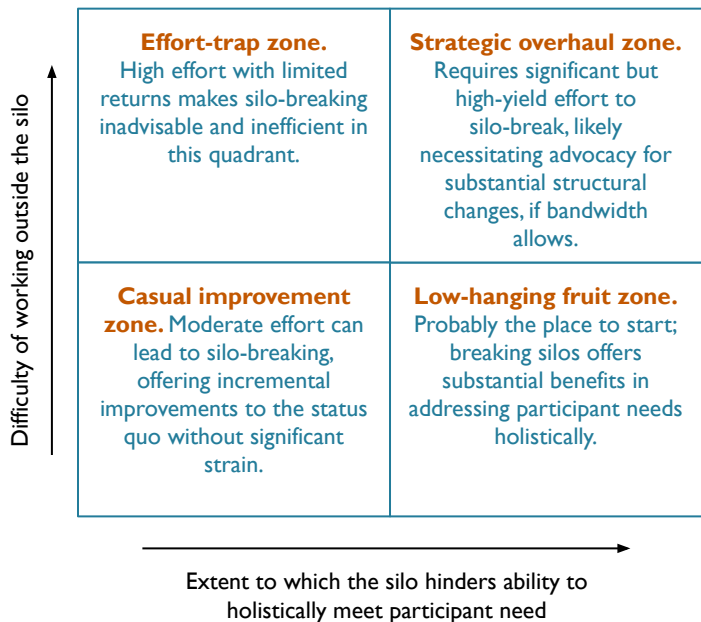 Difficulty of working outside the silo
Effort-trap zone.
High effort with limited
returns makes silo-breaking
inadvisable and inefficient in
this quadrant.
Strategic overhaul zone.
Requires significant but
high-yield effort to
silo-break, likely
necessitating advocacy for
substantial structural
changes, if bandwidth
allows.
Casual improvement
zone. Moderate effort can
lead to silo-breaking,
offering incremental
improvements to the status
quo without significant
strain.
Low-hanging fruit zone.
Probably the place to start;
breaking silos offers
substantial benefits in
addressing participant needs
holistically.
Extent to which the silo hinders ability to
holistically meet participant need